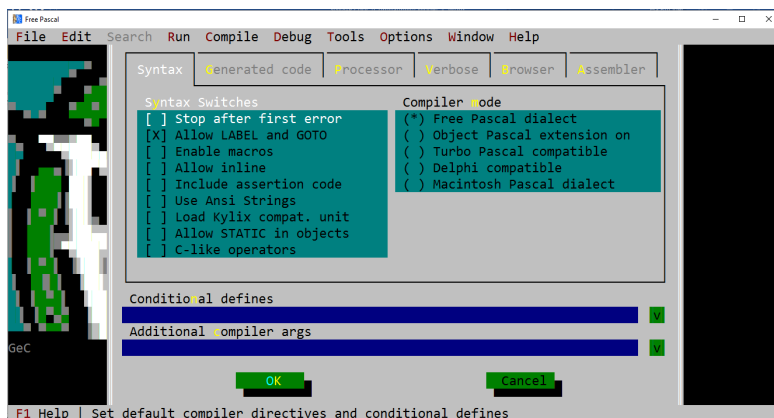 Free Pascal
File Edit Search Run Compile Debug Tools Options Window Help
Syntax Generated code Processor Verbose Browser Assembler
Syntax Switches
[ ] Stop after first error
[X] Allow LABEL and GOTO
[ ] Enable macros
[ ] Allow inline
[ ] Include assertion code
[ ] Use Ansi Strings
[ ] Load Kylix compat. unit
[ ] Allow STATIC in objects
[ ] C-like operators
Compiler mode
(*) Free Pascal dialect
( ) Object Pascal extension on
( ) Turbo Pascal compatible
( ) Delphi compatible
( ) Macintosh Pascal dialect
Conditional defines
v
Additional compiler args
v
GeC
OK Cancel
F1 Help | Set default compiler directives and conditional defines